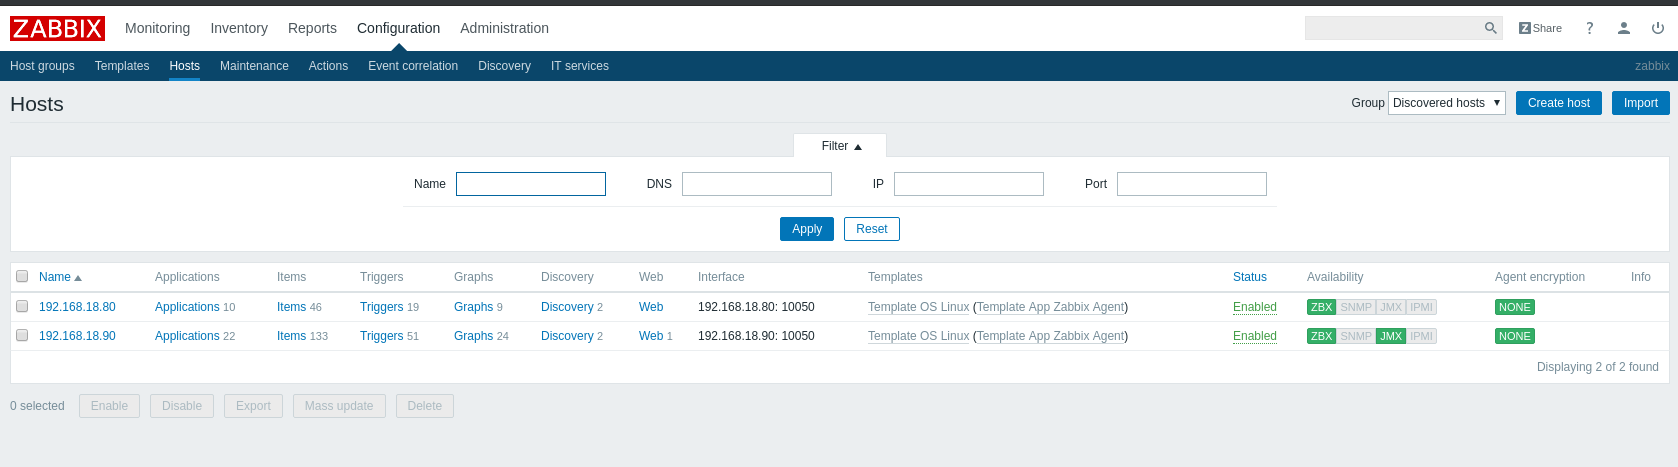 ZABBIX Monitoring Inventory Reports Configuration Administration Z Share ?
Host groups Templates Hosts Maintenance Actions Event correlation Discovery IT services zabbix
Hosts Group Discovered hosts Create host Import
Filter
Name DNS IP Port
Apply Reset
Name Applications Items Triggers Graphs Discovery Web Interface Templates Status Availability Agent encryption Info
192.168.18.80 Applications 10 Items 46 Triggers 19 Graphs 9 Discovery 2 Web 192.168.18.80: 10050 Template OS Linux (Template App Zabbix Agent) Enabled ZBX SNMP JMX IPMI NONE
192.168.18.90 Applications 22 Items 133 Triggers 51 Graphs 24 Discovery 2 Web 1 192.168.18.90: 10050 Template OS Linux (Template App Zabbix Agent) Enabled ZBX SNMP JMX IPMI NONE
Displaying 2 of 2 found
0 selected Enable Disable Export Mass update Delete